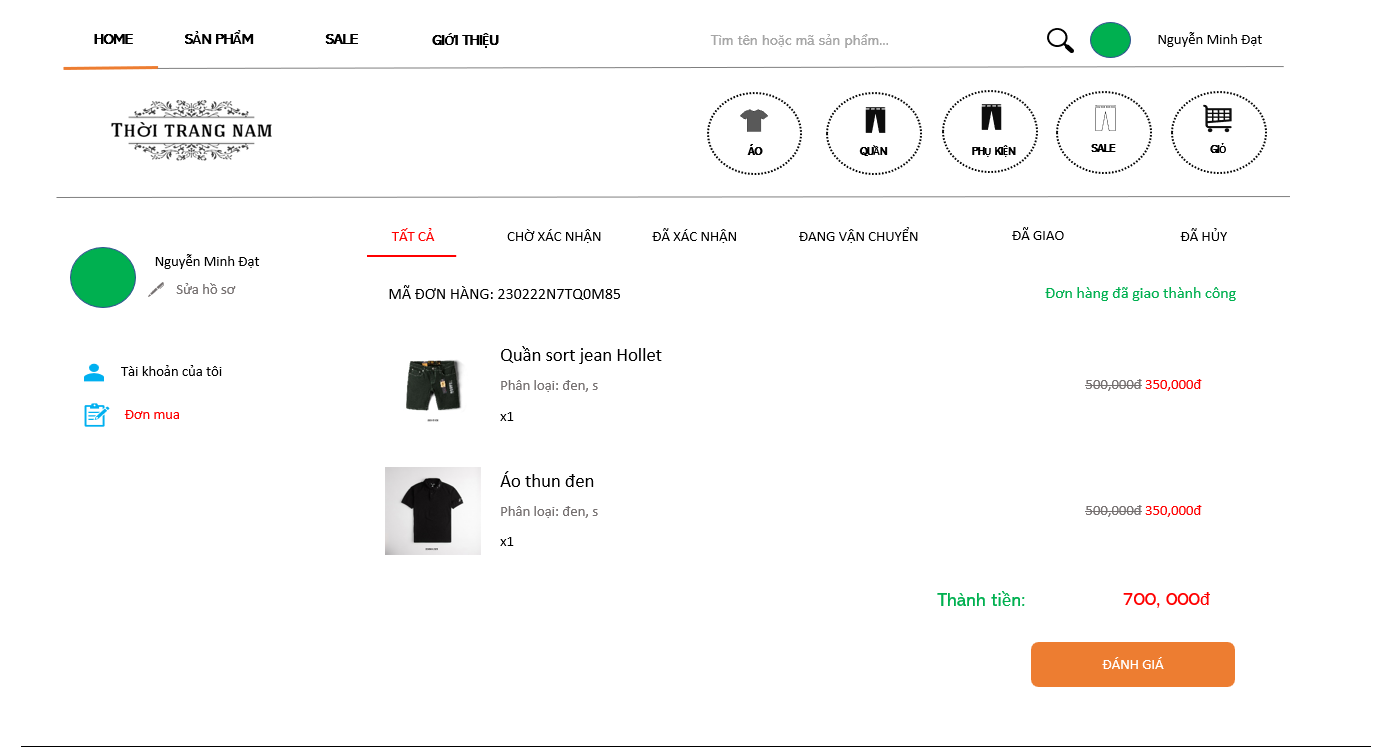 HOME SẢN PHẨM SALE GIỚI THIỆU Tìm tên hoặc mã sản phẩm... Nguyễn Minh Đạt
THỜI TRANG NAM
ÁO QUẦN PHỤ KIỆN SALE GIỎ
TẤT CẢ CHỜ XÁC NHẬN ĐÃ XÁC NHẬN ĐANG VẬN CHUYỂN ĐÃ GIAO ĐÃ HỦY
Nguyễn Minh Đạt
Sửa hồ sơ
MÃ ĐƠN HÀNG: 230222N7TQ0M85 Đơn hàng đã giao thành công
Tài khoản của tôi
Đơn mua
Quần sort jean Hollet
Phân loại: đen, s
500,000đ 350,000đ
x1
Áo thun đen
Phân loại: đen, s
500,000đ 350,000đ
x1
Thành tiền: 700, 000đ
ĐÁNH GIÁ